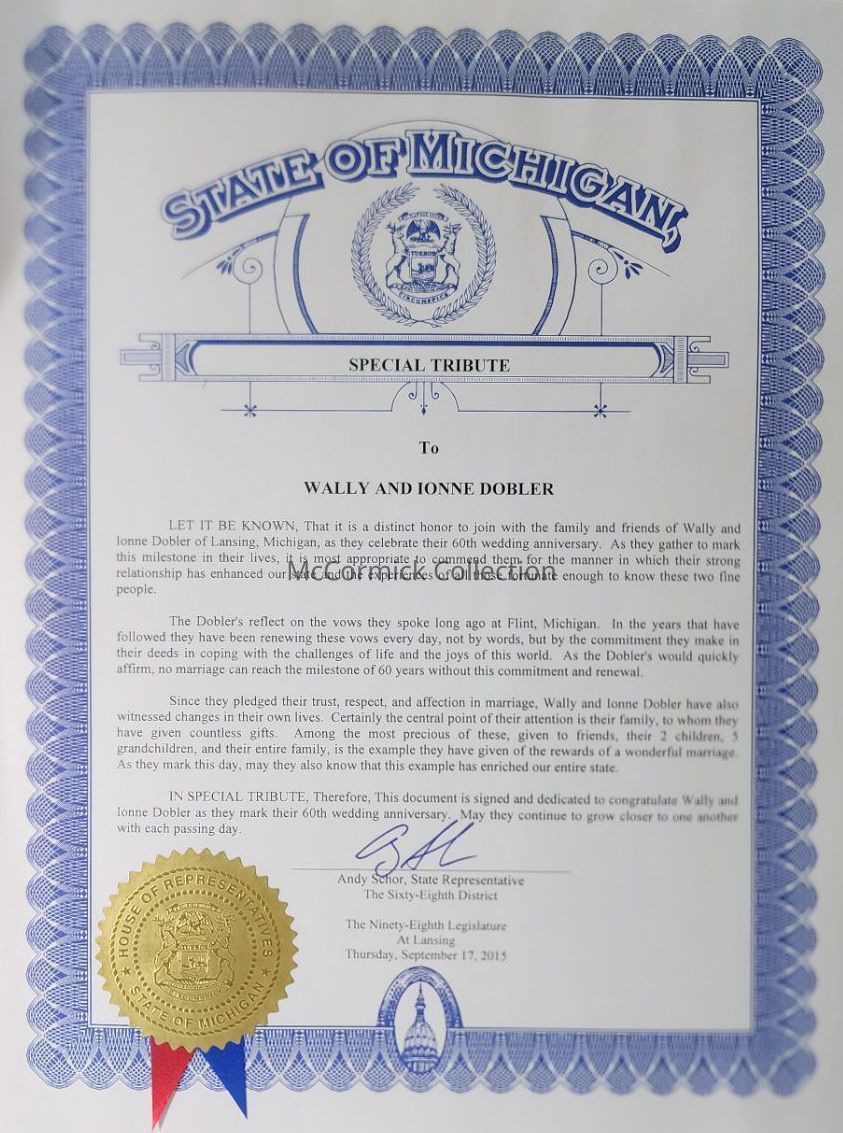 STATE OF MICHIGAN,
TUEBOR
CIRCUMSPICE
SPECIAL TRIBUTE
To
WALLY AND IONNE DOBLER
LET IT BE KNOWN, That it is a distinct honor to join with the family and friends of Wally and
Ionne Dobler of Lansing, Michigan, as they celebrate their 60th wedding anniversary. As they gather to mark
this milestone in their lives, it is most appropriate to commend them for the manner in which their strong
relationship has enhanced our state and the experiences of all those fortunate enough to know these two fine
people.
McCormick Collection
The Dobler's reflect on the vows they spoke long ago at Flint, Michigan. In the years that have
followed they have been renewing these vows every day, not by words, but by the commitment they make in
their deeds in coping with the challenges of life and the joys of this world. As the Dobler's would quickly
affirm, no marriage can reach the milestone of 60 years without this commitment and renewal.
Since they pledged their trust, respect, and affection in marriage, Wally and Ionne Dobler have also
witnessed changes in their own lives. Certainly the central point of their attention is their family, to whom they
have given countless gifts. Among the most precious of these, given to friends, their 2 children, 5
grandchildren, and their entire family, is the example they have given of the rewards of a wonderful marriage.
As they mark this day, may they also know that this example has enriched our entire state.
IN SPECIAL TRIBUTE, Therefore, This document is signed and dedicated to congratulate Wally and
Ionne Dobler as they mark their 60th wedding anniversary. May they continue to grow closer to one another
with each passing day.
Andy Schor, State Representative
The Sixty-Eighth District
The Ninety-Eighth Legislature
At Lansing
Thursday, September 17, 2015
HOUSE OF REPRESENTATIVES
STATE OF MICHIGAN